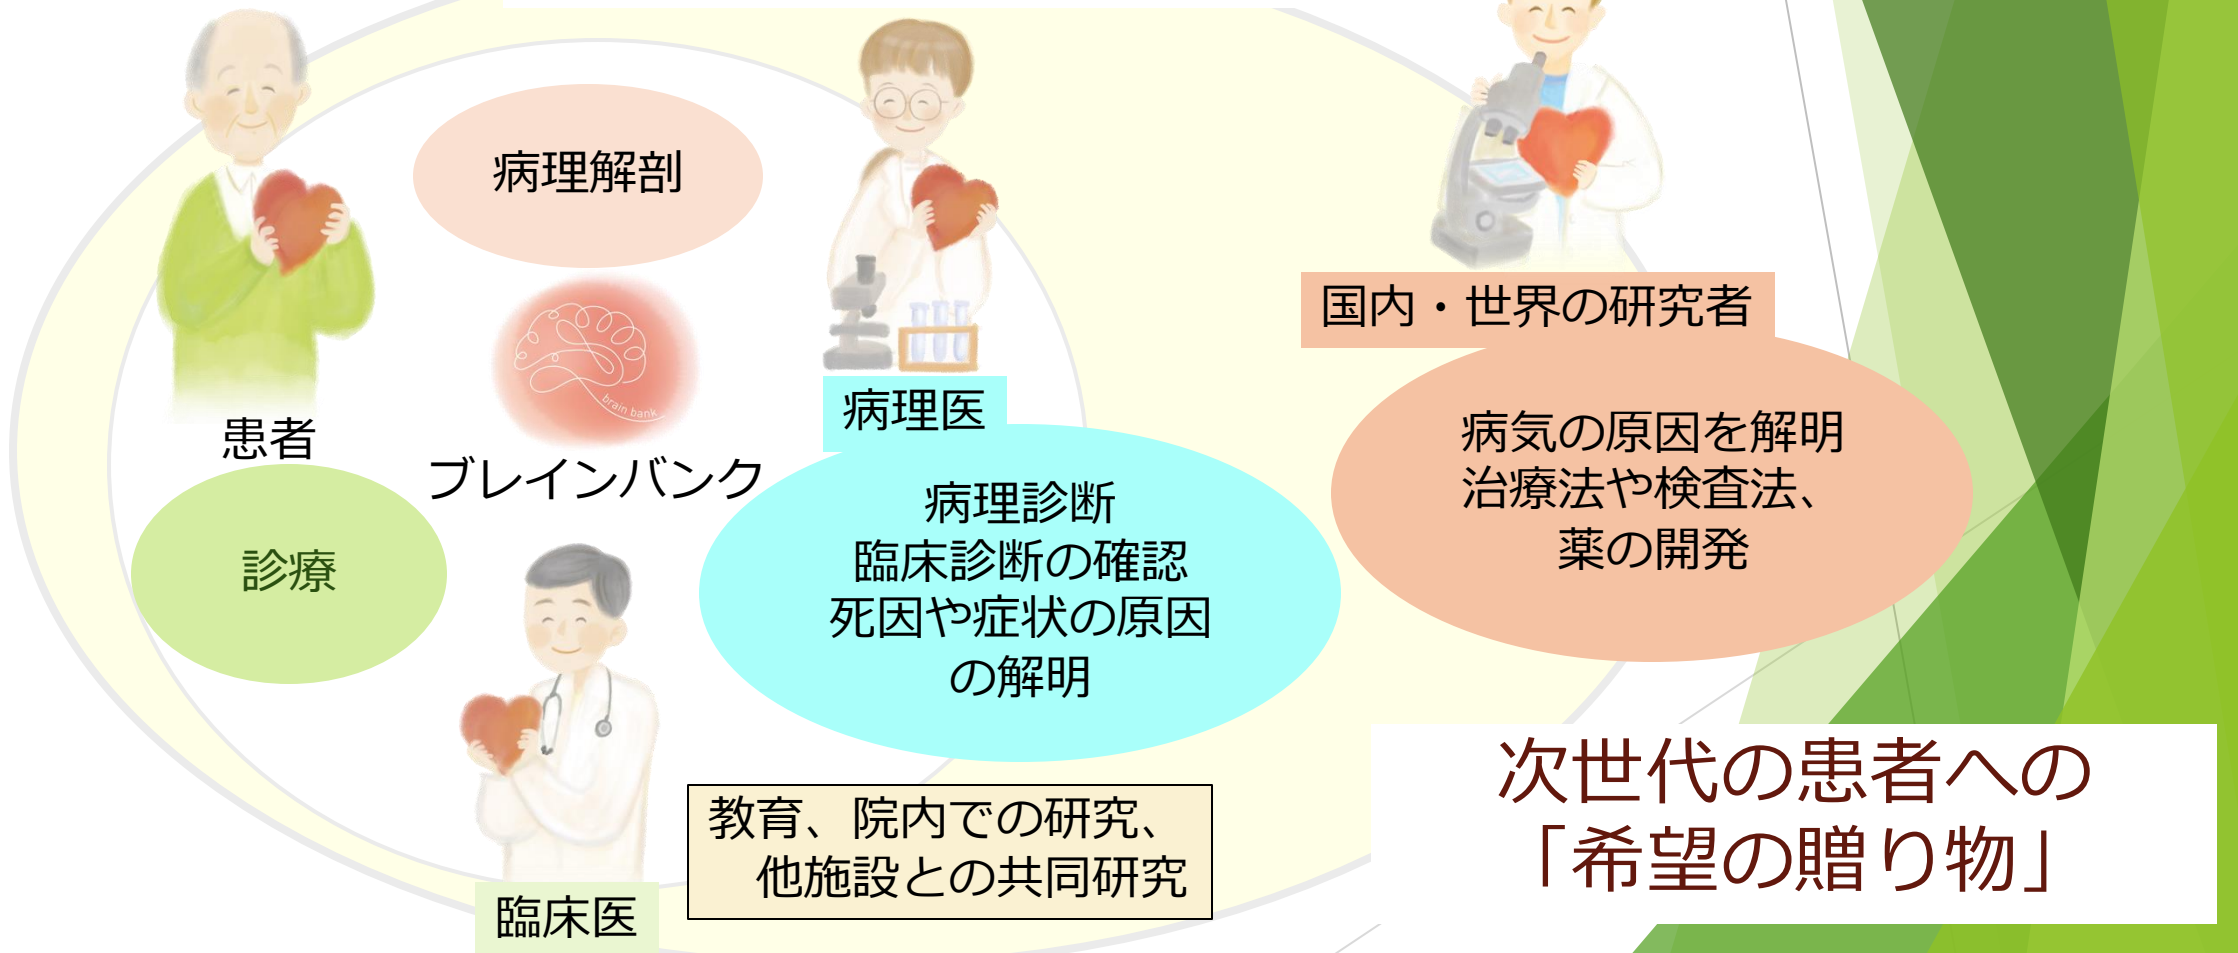 病理解剖
brain bank
ブレインバンク
患者
診療
臨床医
病理医
病理診断
臨床診断の確認
死因や症状の原因
の解明
教育、院内での研究、
他施設との共同研究
国内・世界の研究者
病気の原因を解明
治療法や検査法、
薬の開発
次世代の患者への
「希望の贈り物」